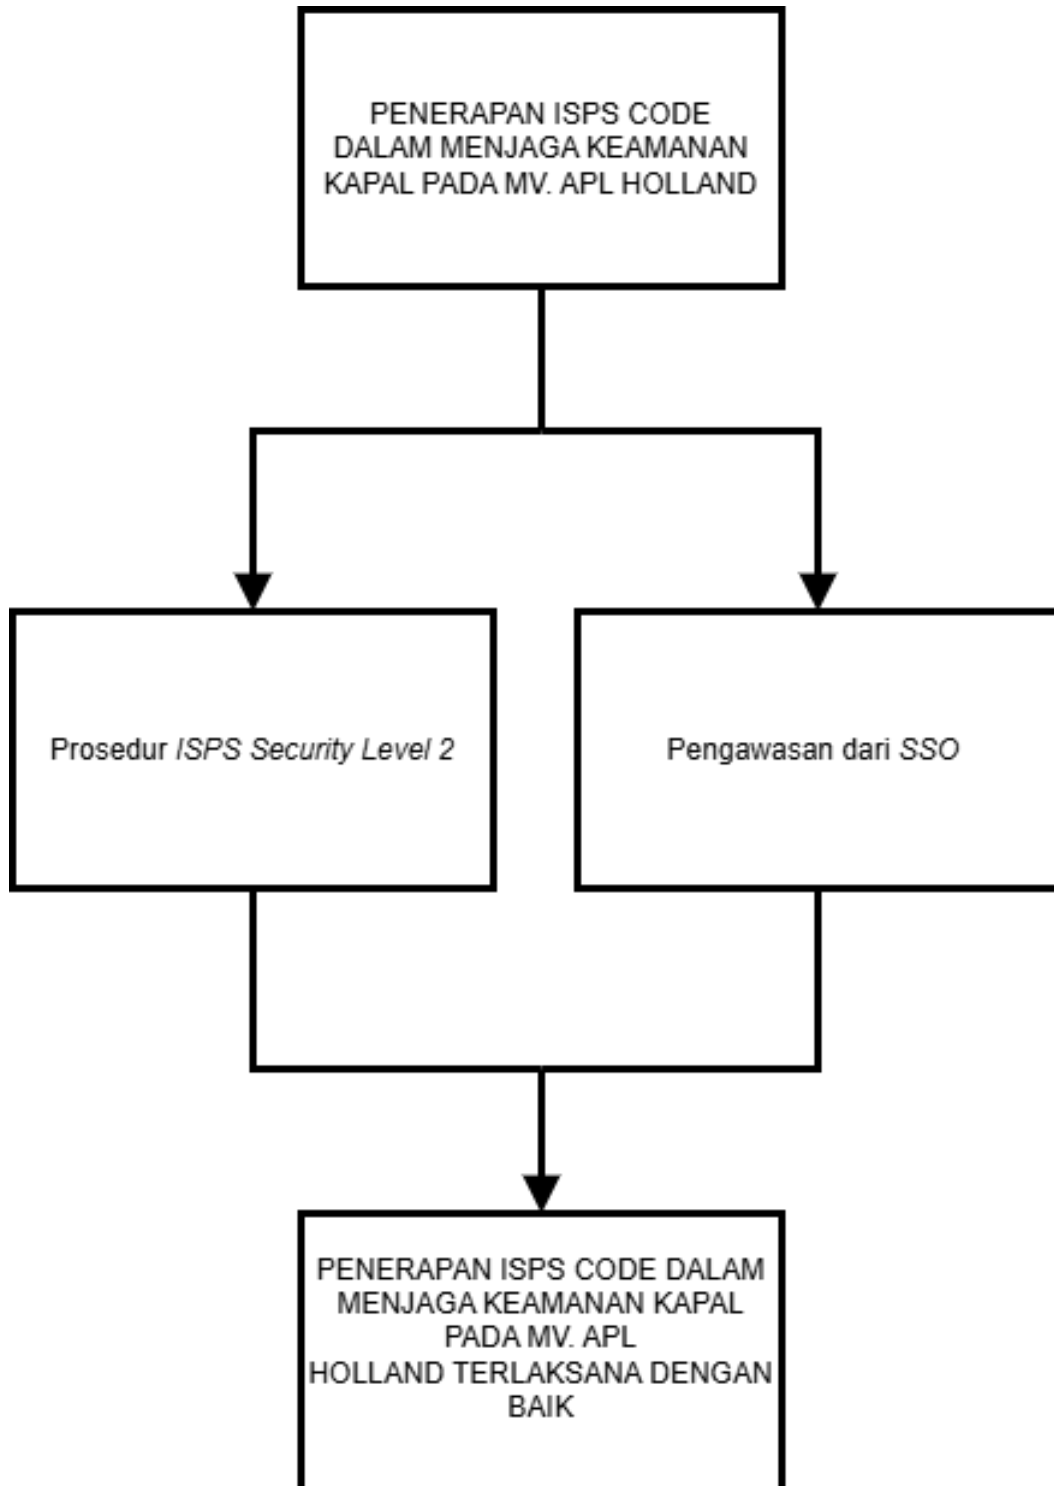 PENERAPAN ISPS CODE
DALAM MENJAGA KEAMANAN
KAPAL PADA MV. APL HOLLAND
Prosedur ISPS Security Level 2
Pengawasan dari SSO
PENERAPAN ISPS CODE DALAM
MENJAGA KEAMANAN KAPAL
PADA MV. APL
HOLLAND TERLAKSANA DENGAN
BAIK